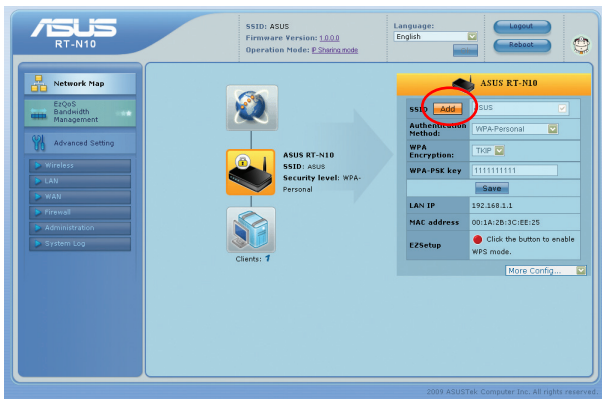 ASUS
RT-N10
SSID: ASUS
Firmware Version: 1.0.0.0
Operation Mode: IP Sharing mode
Language:
English
Logout
Reboot
Network Map
EzQoS
Bandwidth
Management
Advanced Setting
Wireless
LAN
WAN
Firewall
Administration
System Log
ASUS RT-N10
SSID: ASUS
Security level: WPA-
Personal
Clients: 1
ASUS RT-N10
SSID Add ASUS
Authentication
Method: WPA-Personal
WPA
Encryption: TKIP
WPA-PSK key 1111111111
Save
LAN IP 192.168.1.1
MAC address 00:1A:2B:3C:EE:25
EZSetup Click the button to enable
WPS mode.
More Config...
2009 ASUSTek Computer Inc. All rights reserved.